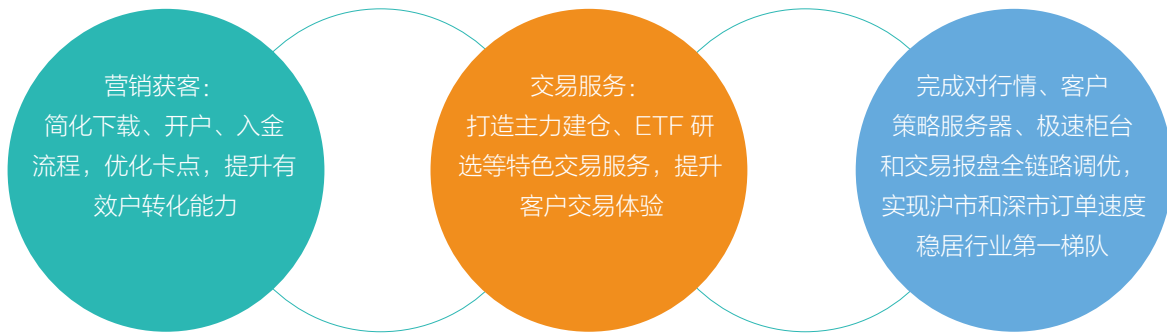 营销获客：
简化下载、开户、入金
流程，优化卡点，提升有
效户转化能力
交易服务：
打造主力建仓、ETF 研
选等特色交易服务，提升
客户交易体验
完成对行情、客户
策略服务器、极速柜台
和交易报盘全链路调优，
实现沪市和深市订单速度
稳居行业第一梯队